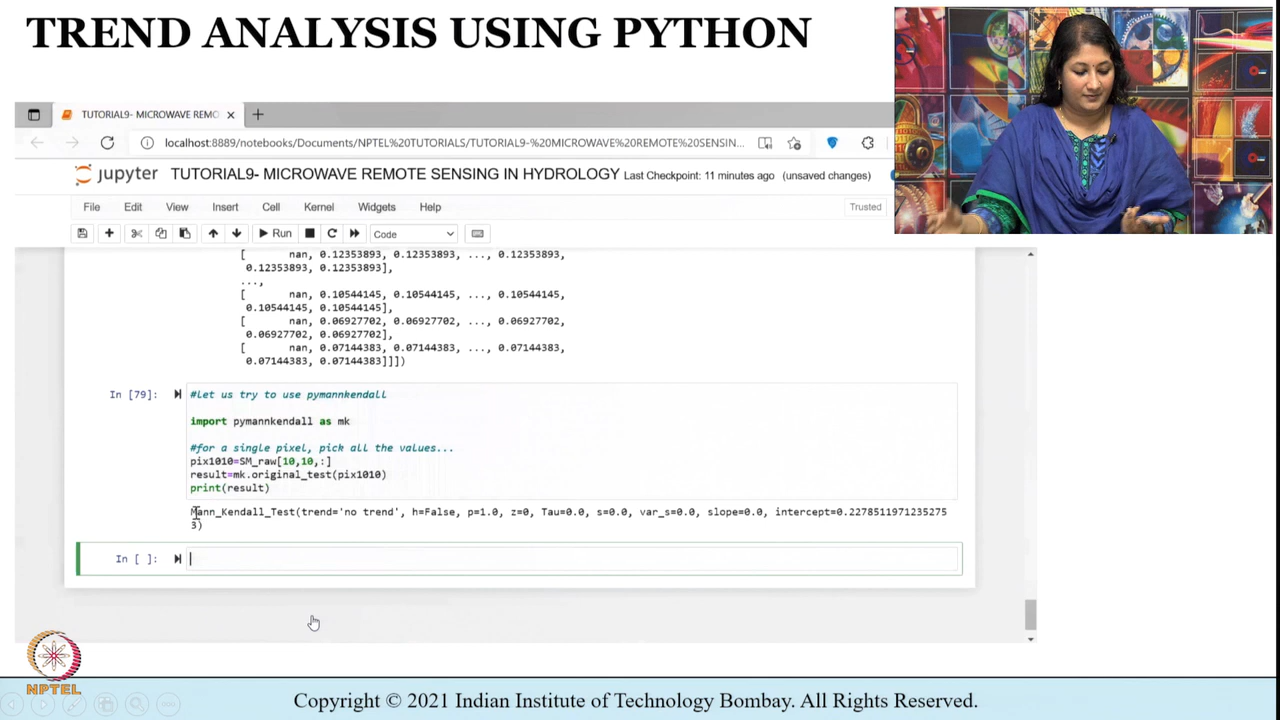 TREND ANALYSIS USING PYTHON
TUTORIAL9- MICROWAVE REMO
localhost:8889/notebooks/Documents/NPTEL%20TUTORIALS/TUTORIAL9-%20MICROWAVE%20REMOTE%20SENSIN...
jupyter TUTORIAL9- MICROWAVE REMOTE SENSING IN HYDROLOGY Last Checkpoint: 11 minutes ago (unsaved changes)
File Edit View Insert Cell Kernel Widgets Help Trusted
Run Code
[ nan, 0.12353893, 0.12353893, ..., 0.12353893,
0.12353893, 0.12353893],
...,
[ nan, 0.10544145, 0.10544145, ..., 0.10544145,
0.10544145, 0.10544145],
[ nan, 0.06927702, 0.06927702, ..., 0.06927702,
0.06927702, 0.06927702],
[ nan, 0.07144383, 0.07144383, ..., 0.07144383,
0.07144383, 0.07144383]]])
In [79]: #let us try to use pymannkendall
import pymannkendall as mk
#for a single pixel, pick all the values...
pix1010=SM_raw[10,10,:]
result=mk.original_test(pix1010)
print(result)
Mann_Kendall_Test(trend='no trend', h=False, p=1.0, z=0, Tau=0.0, s=0.0, var_s=0.0, slope=0.0, intercept=0.2278511971235275
3)
In [ ]:
NPTEL
Copyright © 2021 Indian Institute of Technology Bombay. All Rights Reserved.